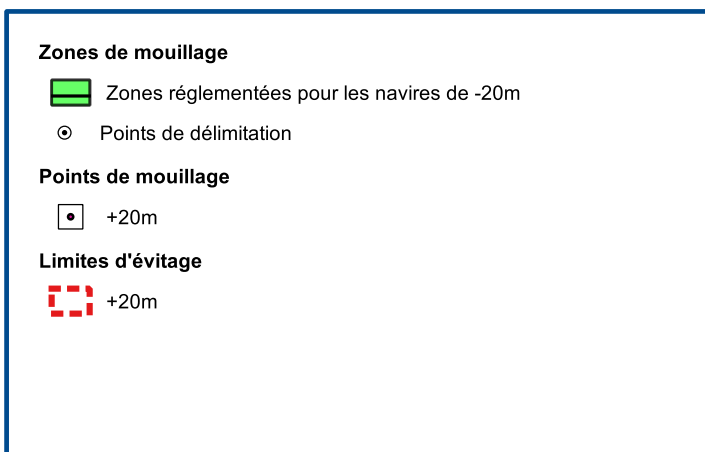 Zones de mouillage
Zones réglementées pour les navires de -20m
Points de délimitation
Points de mouillage
+20m
Limites d'évitage
+20m